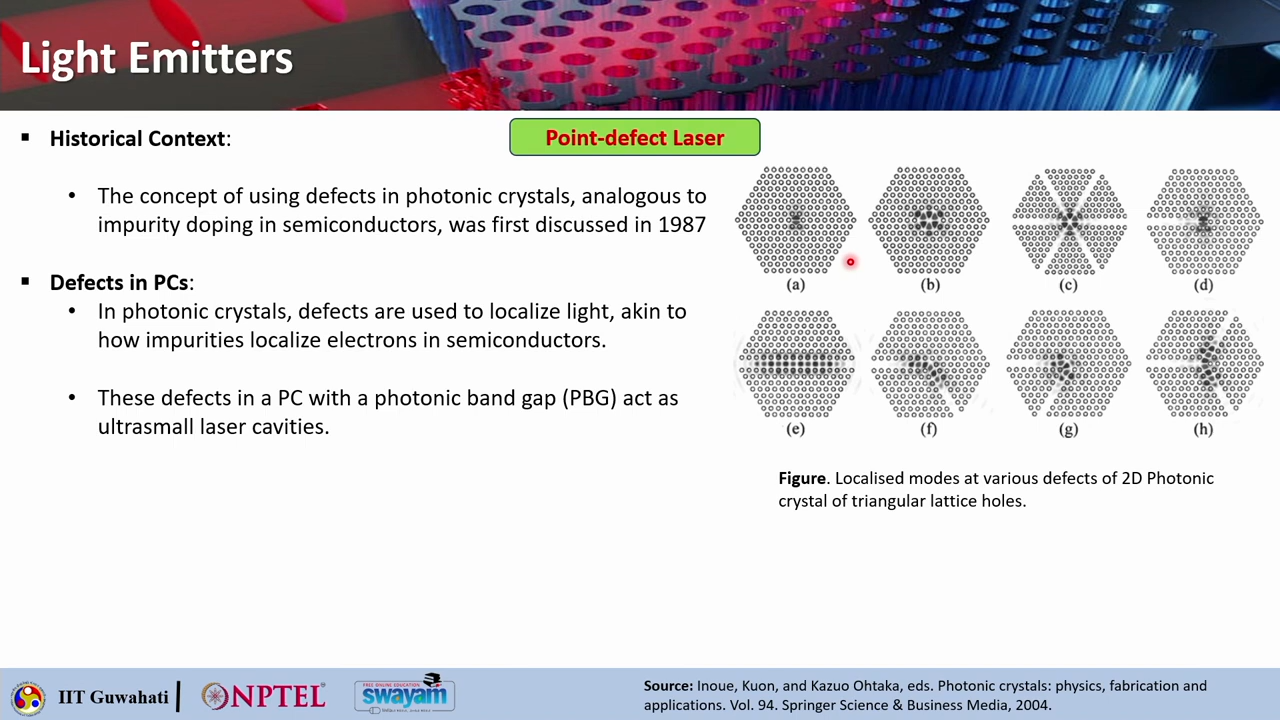 Light Emitters
▪ Historical Context:
Point-defect Laser
• The concept of using defects in photonic crystals, analogous to
impurity doping in semiconductors, was first discussed in 1987
▪ Defects in PCs:
• In photonic crystals, defects are used to localize light, akin to
how impurities localize electrons in semiconductors.
• These defects in a PC with a photonic band gap (PBG) act as
ultrasmall laser cavities.
(a) (b) (c) (d)
(e) (f) (g) (h)
Figure. Localised modes at various defects of 2D Photonic
crystal of triangular lattice holes.
IIT Guwahati
NPTEL
FREE ONLINE EDUCATION
swayam
Source: Inoue, Kuon, and Kazuo Ohtaka, eds. Photonic crystals: physics, fabrication and
applications. Vol. 94. Springer Science & Business Media, 2004.